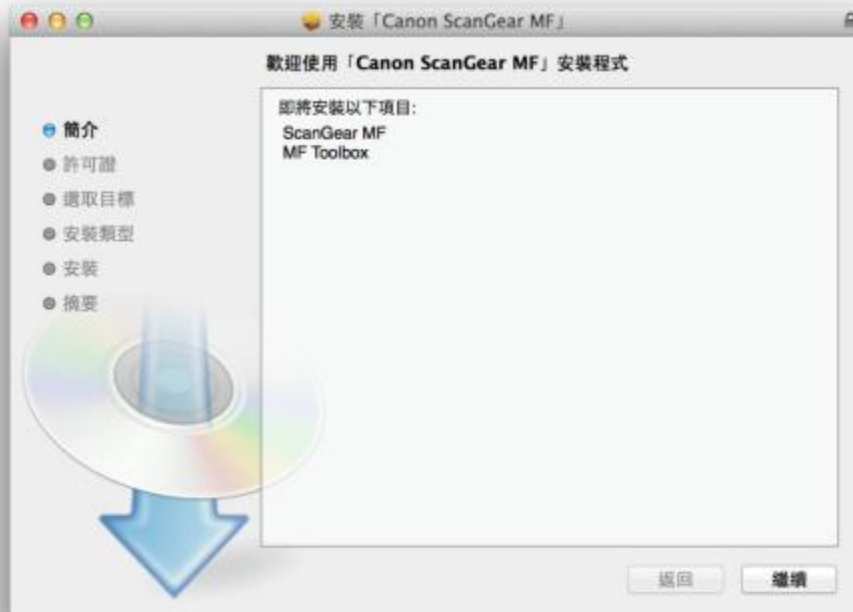 安裝「Canon ScanGear MF」
歡迎使用「Canon ScanGear MF」安裝程式
簡介
許可證
選取目標
安裝類型
安裝
摘要
即將安裝以下項目:
ScanGear MF
MF Toolbox
返回
繼續